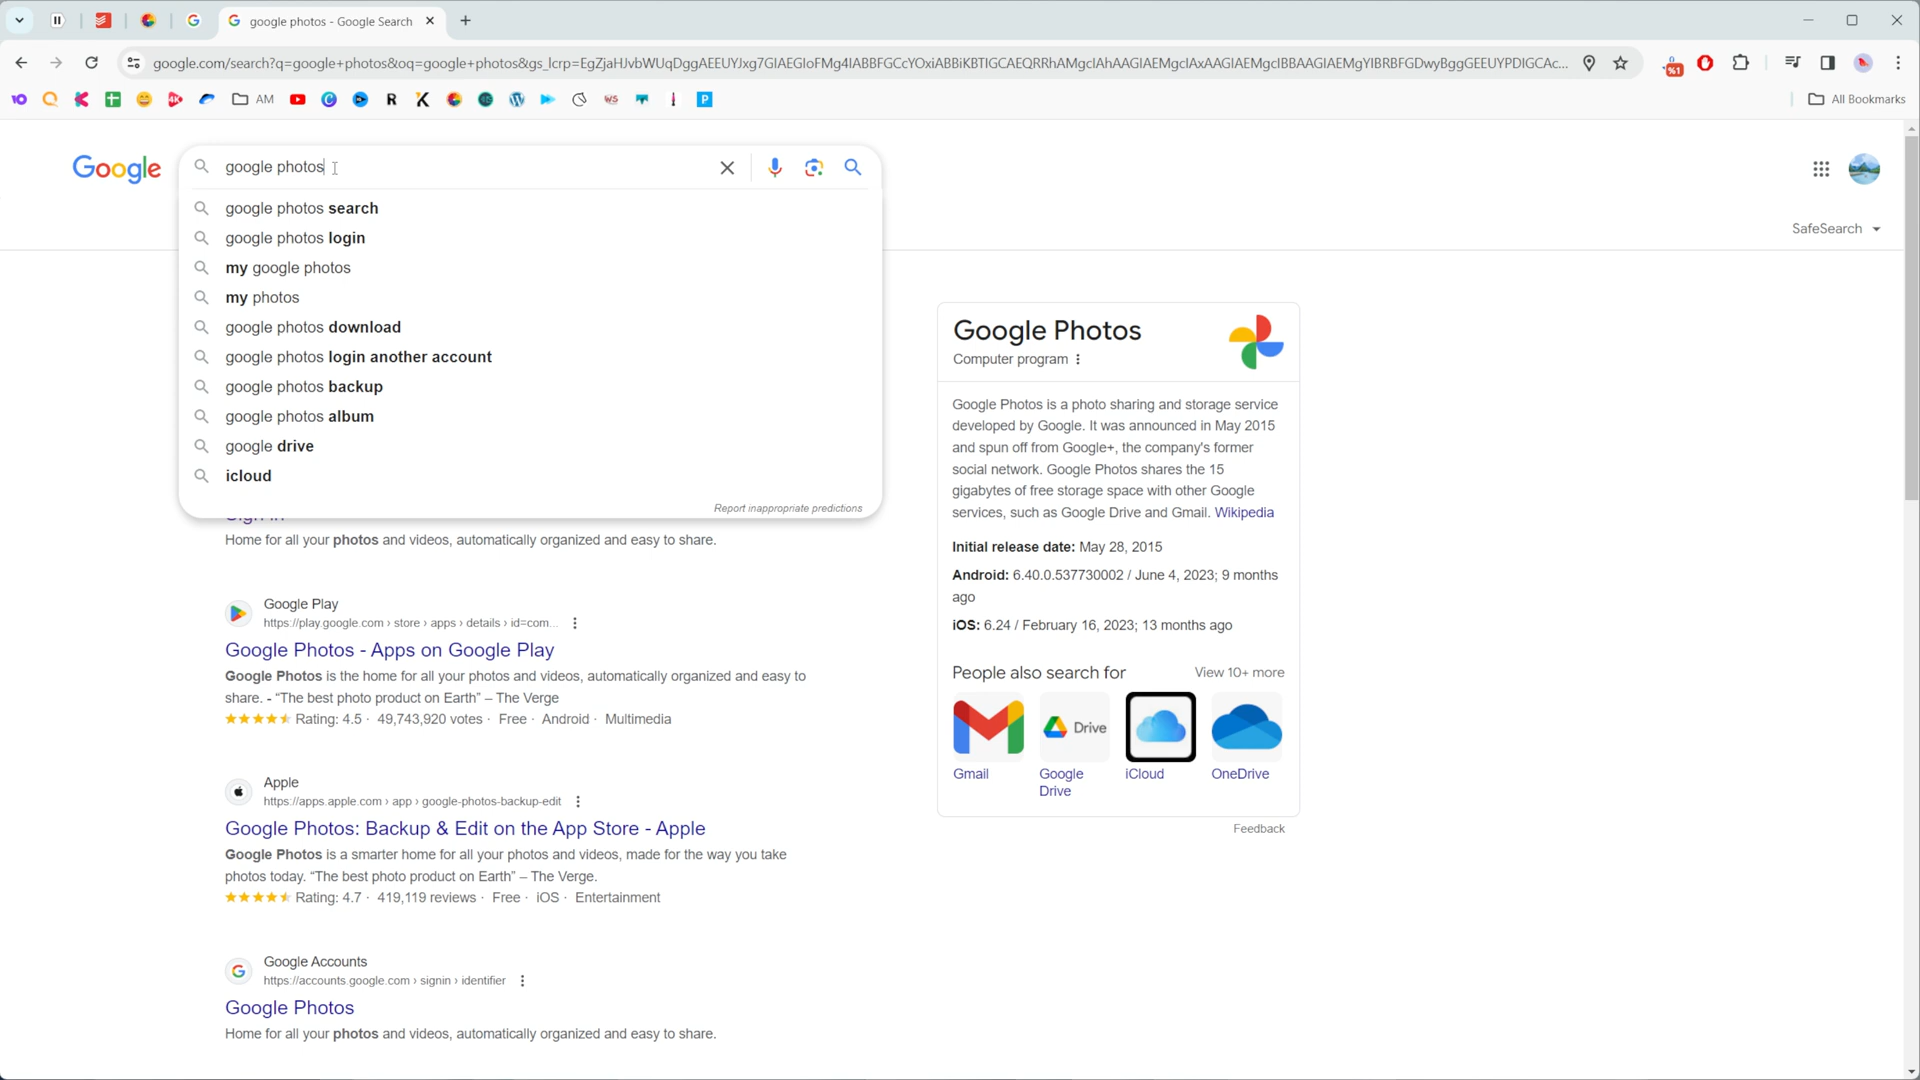 google photos - Google Search
google.com/search?q=google+photos&oq=google+photos&gs_lcrp=EgZjaHJvbWUqDggAEEUYJxg7GIAEGIoFMg4IABBFGCcYOxiABBiKBTIGCAEQRRhAMgcIAhAAGIAEMgcIAxAAGIAEMgcIBBAAGIAEMgYIBRBFGDwyBggGEEUYPDIGCAc...
%1
AM
All Bookmarks
Google
google photos
google photos search
google photos login
my google photos
my photos
google photos download
google photos login another account
google photos backup
google photos album
google drive
icloud
Report inappropriate predictions
SafeSearch
Sign in
Home for all your photos and videos, automatically organized and easy to share.
Google Play
https://play.google.com › store › apps › details › id=com...
Google Photos - Apps on Google Play
Google Photos is the home for all your photos and videos, automatically organized and easy to
share. - “The best photo product on Earth” – The Verge
Rating: 4.5 · 49,743,920 votes · Free · Android · Multimedia
Apple
https://apps.apple.com › app › google-photos-backup-edit
Google Photos: Backup & Edit on the App Store - Apple
Google Photos is a smarter home for all your photos and videos, made for the way you take
photos today. “The best photo product on Earth” – The Verge.
Rating: 4.7 · 419,119 reviews · Free · iOS · Entertainment
Google Accounts
https://accounts.google.com › signin › identifier
Google Photos
Home for all your photos and videos, automatically organized and easy to share.
Google Photos
Computer program
Google Photos is a photo sharing and storage service
developed by Google. It was announced in May 2015
and spun off from Google+, the company's former
social network. Google Photos shares the 15
gigabytes of free storage space with other Google
services, such as Google Drive and Gmail. Wikipedia
Initial release date: May 28, 2015
Android: 6.40.0.537730002 / June 4, 2023; 9 months
ago
iOS: 6.24 / February 16, 2023; 13 months ago
People also search for
View 10+ more
Drive
Gmail
Google
Drive
iCloud
OneDrive
Feedback